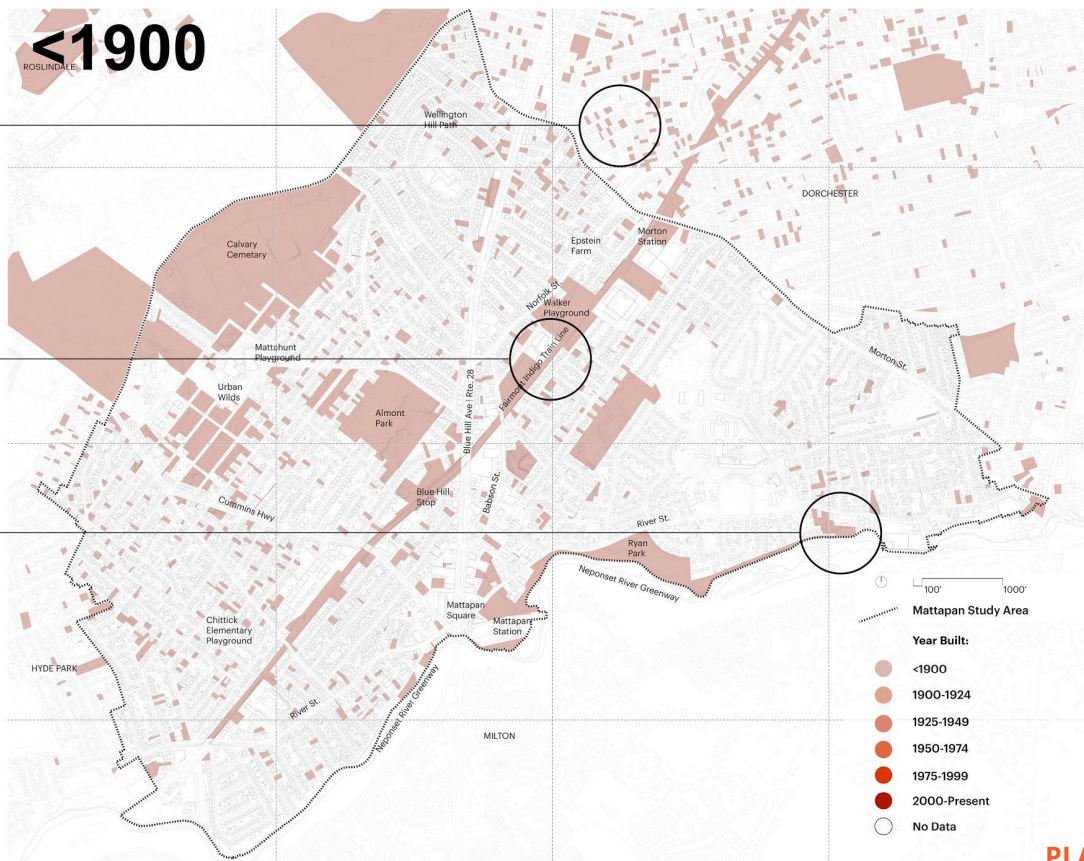 <1900
ROSLINDALE
Wellington
Hill Path
DORCHESTER
Calvary
Cemetary
Epstein
Farm
Morton
Station
Norfolk St.
Walker
Playground
Mattahunt
Playground
Fairmont Indigo Train Line
Morton St.
Urban
Wilds
Almont
Park
Blue Hill Ave | Rte. 28
Blue Hill
Stop
Babson St.
Cummins Hwy
River St.
Ryan
Park
Neponset River Greenway
100'
1000'
Mattapan Study Area
Mattapan
Square
Mattapan
Station
Chittick
Elementary
Playground
Year Built:
<1900
1900-1924
1925-1949
1950-1974
1975-1999
2000-Present
No Data
HYDE PARK
River St.
Neponset River Greenway
MILTON
PLA